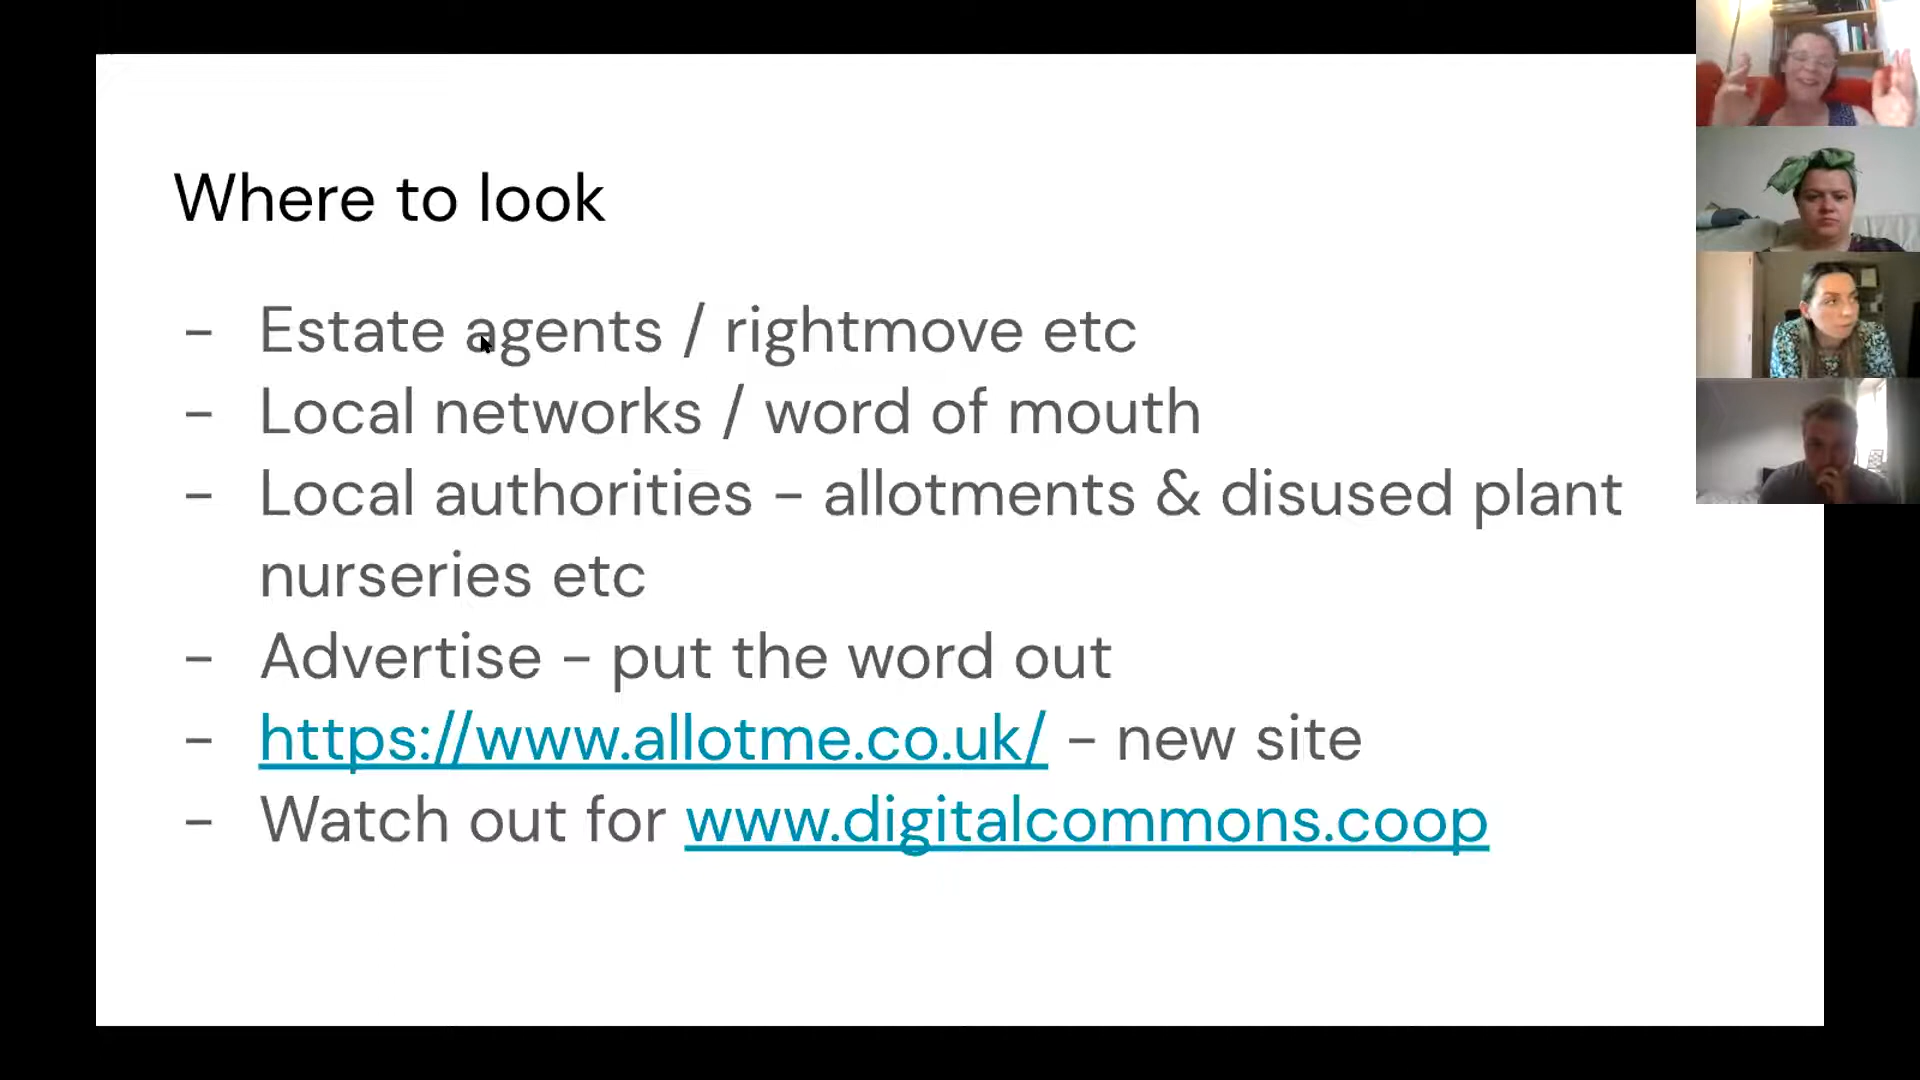 Where to look
- Estate agents / rightmove etc
- Local networks / word of mouth
- Local authorities - allotments & disused plant
nurseries etc
- Advertise - put the word out
- https://www.allotme.co.uk/ - new site
- Watch out for www.digitalcommons.coop